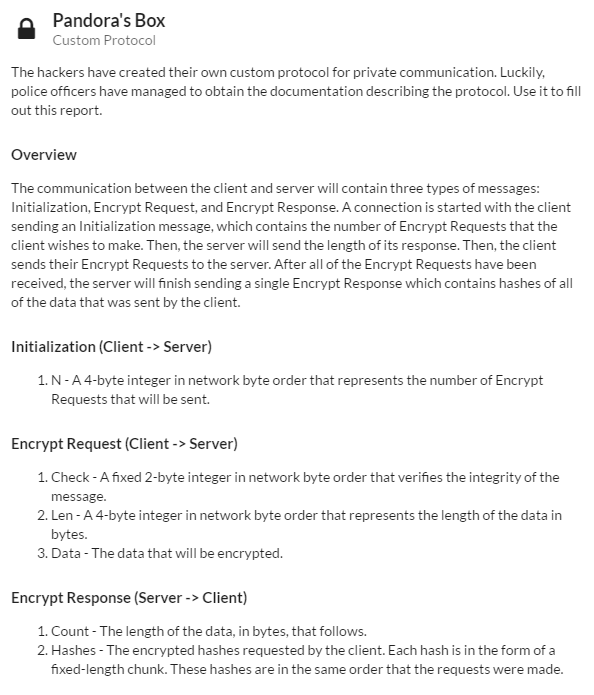 Pandora's Box
Custom Protocol
The hackers have created their own custom protocol for private communication. Luckily,
police officers have managed to obtain the documentation describing the protocol. Use it to fill
out this report.
Overview
The communication between the client and server will contain three types of messages:
Initialization, Encrypt Request, and Encrypt Response. A connection is started with the client
sending an Initialization message, which contains the number of Encrypt Requests that the
client wishes to make. Then, the server will send the length of its response. Then, the client
sends their Encrypt Requests to the server. After all of the Encrypt Requests have been
received, the server will finish sending a single Encrypt Response which contains hashes of all
of the data that was sent by the client.
Initialization (Client -> Server)
1. N - A 4-byte integer in network byte order that represents the number of Encrypt
Requests that will be sent.
Encrypt Request (Client -> Server)
1. Check - A fixed 2-byte integer in network byte order that verifies the integrity of the
message.
2. Len - A 4-byte integer in network byte order that represents the length of the data in
bytes.
3. Data - The data that will be encrypted.
Encrypt Response (Server -> Client)
1. Count - The length of the data, in bytes, that follows.
2. Hashes - The encrypted hashes requested by the client. Each hash is in the form of a
fixed-length chunk. These hashes are in the same order that the requests were made.